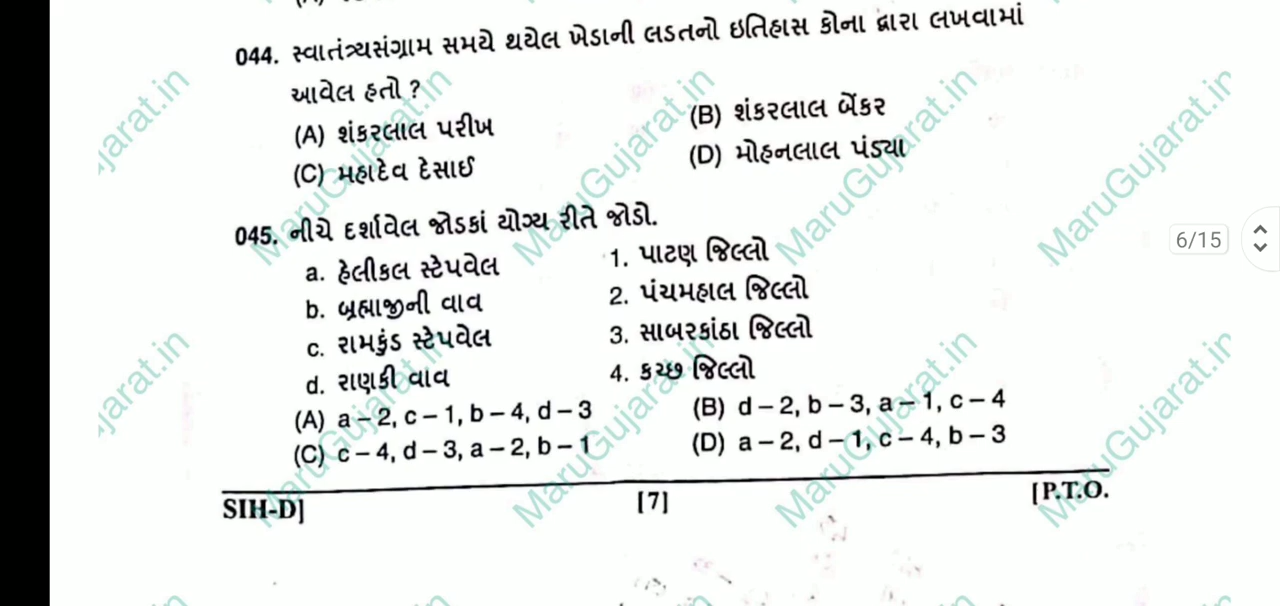 044. સ્વાતંત્ર્યસંગ્રામ સમયે થયેલ ખેડાની લડતનો ઇતિહાસ કોના દ્વારા લખવામાં
આવેલ હતો ?
(A) શંકરલાલ પરીખ (B) શંકરલાલ બેંકર
(C) મહાદેવ દેસાઈ (D) મોહનલાલ પંડ્યા
045. નીચે દર્શાવેલ જોડકાં યોગ્ય રીતે જોડો.
a. હેલીકલ સ્ટેપવેલ 1. પાટણ જિલ્લો
b. બ્રહ્માજીની વાવ 2. પંચમહાલ જિલ્લો
c. રામકુંડ સ્ટેપવેલ 3. સાબરકાંઠા જિલ્લો
d. રાણકી વાવ 4. કચ્છ જિલ્લો
(A) a – 2, c – 1, b – 4, d – 3 (B) d – 2, b – 3, a – 1, c – 4
(C) c – 4, d – 3, a – 2, b – 1 (D) a – 2, d – 1, c – 4, b – 3
SIH-D] [7] [P.T.O.
6/15
MaruGujarat.in